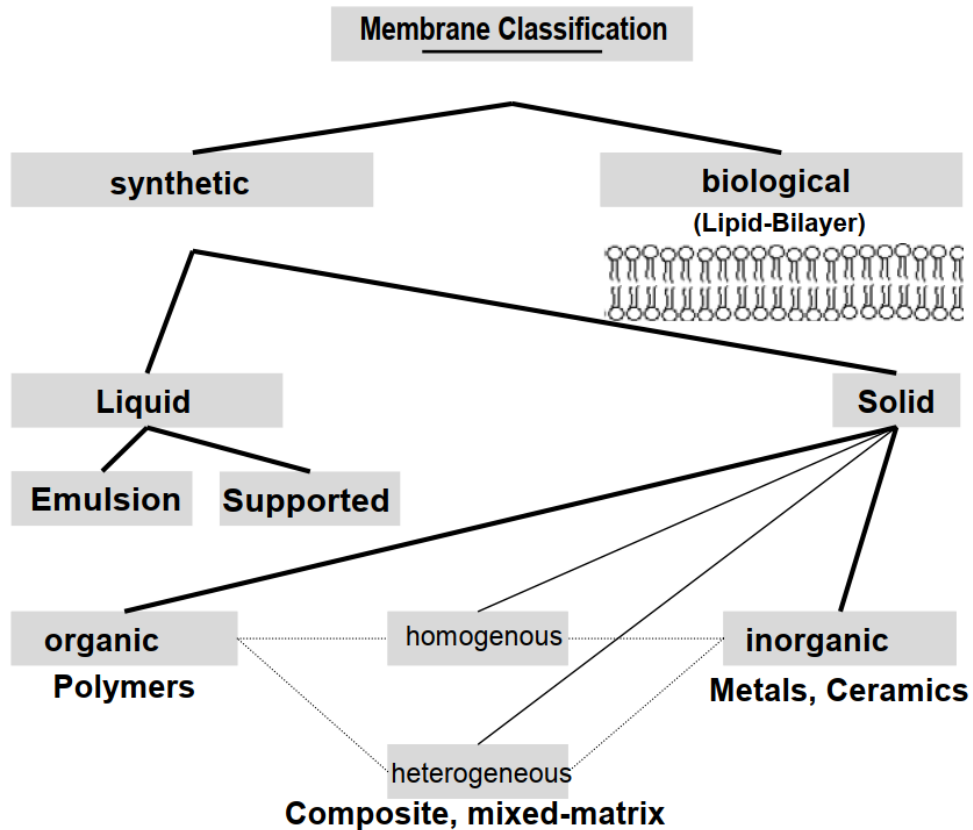 Membrane Classification
synthetic
biological
(Lipid-Bilayer)
Liquid
Solid
Emulsion
Supported
organic
homogenous
inorganic
Polymers
Metals, Ceramics
heterogeneous
Composite, mixed-matrix